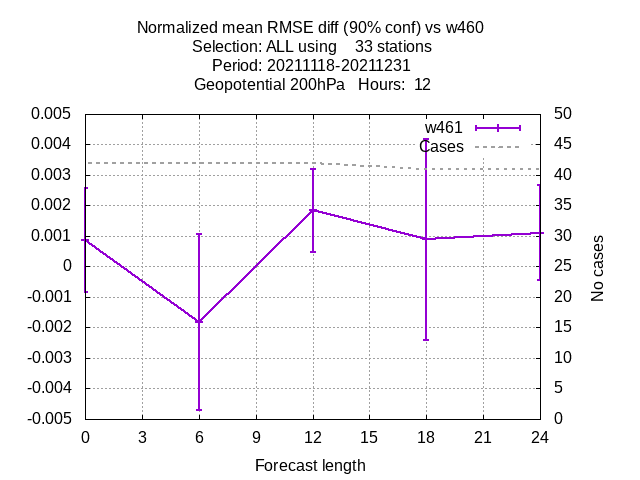 Normalized mean RMSE diff (90% conf) vs w460
Selection: ALL using    33 stations
Period: 20211118-20211231
Geopotential 200hPa   Hours:  12
0.005
0.004
0.003
0.002
0.001
0
-0.001
-0.002
-0.003
-0.004
-0.005
w461
Cases
50
45
40
35
30
25
20
15
10
5
0
No cases
0 3 6 9 12 15 18 21 24
Forecast length